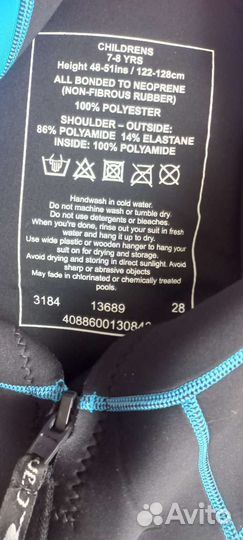 CHILDRENS
7-8 YRS
Height 48-51ins / 122-128cm
ALL BONDED TO NEOPRENE
(NON-FIBROUS RUBBER)
100% POLYESTER
SHOULDER – OUTSIDE:
86% POLYAMIDE 14% ELASTANE
INSIDE: 100% POLYAMIDE
Handwash in cold water.
Do not machine wash or tumble dry
Do not use detergents or bleaches.
When you're done, rinse out your suit in fresh
water and hang it up to dry.
Use wide plastic or wooden hanger to hang your
suit on for drying and storage.
Avoid drying and storing in direct sunlight. Avoid
sharp or abrasive objects
May fade in chlorinated or chemically treated
pools.
3184 13689 28
Avito